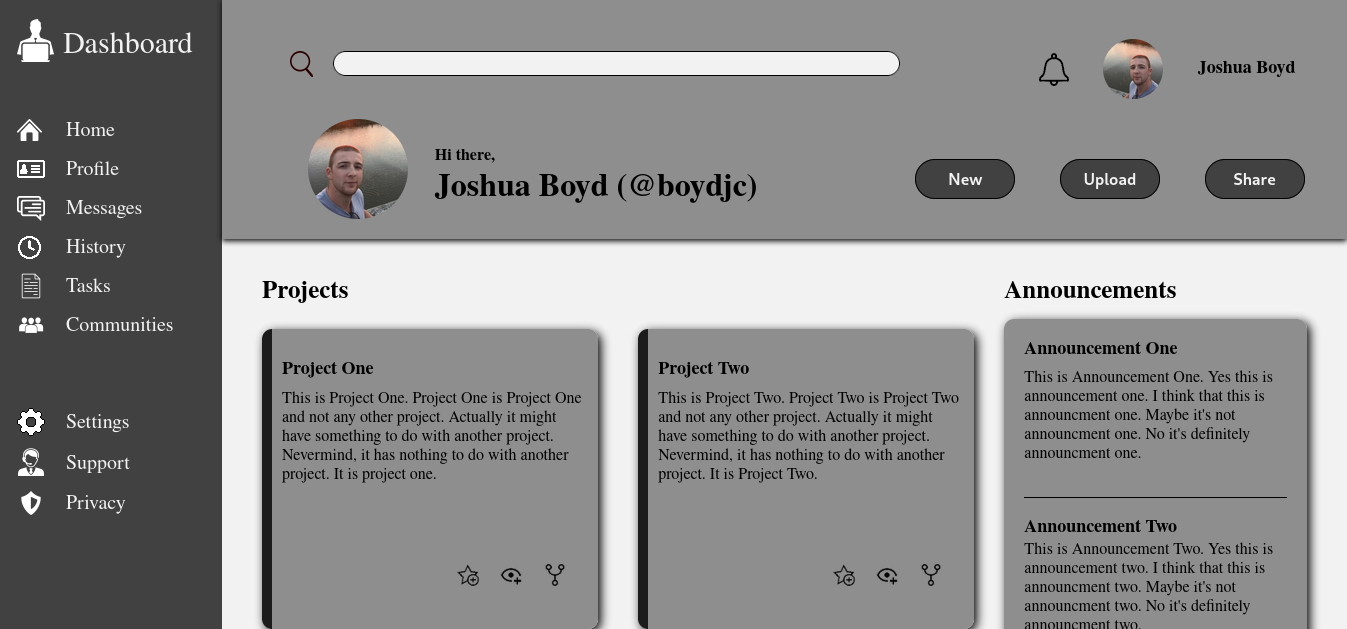 Dashboard
Home
Profile
Messages
History
Tasks
Communities
Settings
Support
Privacy
Joshua Boyd
Hi there,
Joshua Boyd (@boydjc)
New
Upload
Share
Projects
Project One
This is Project One. Project One is Project One
and not any other project. Actually it might
have something to do with another project.
Nevermind, it has nothing to do with another
project. It is project one.
Project Two
This is Project Two. Project Two is Project Two
and not any other project. Actually it might
have something to do with another project.
Nevermind, it has nothing to do with another
project. It is Project Two.
Announcements
Announcement One
This is Announcement One. Yes this is
announcement one. I think that this is
announcment one. Maybe it's not
announcment one. No it's definitely
announcment one.
Announcement Two
This is Announcement Two. Yes this is
announcement two. I think that this is
announcment two. Maybe it's not
announcment two. No it's definitely
announcment two.